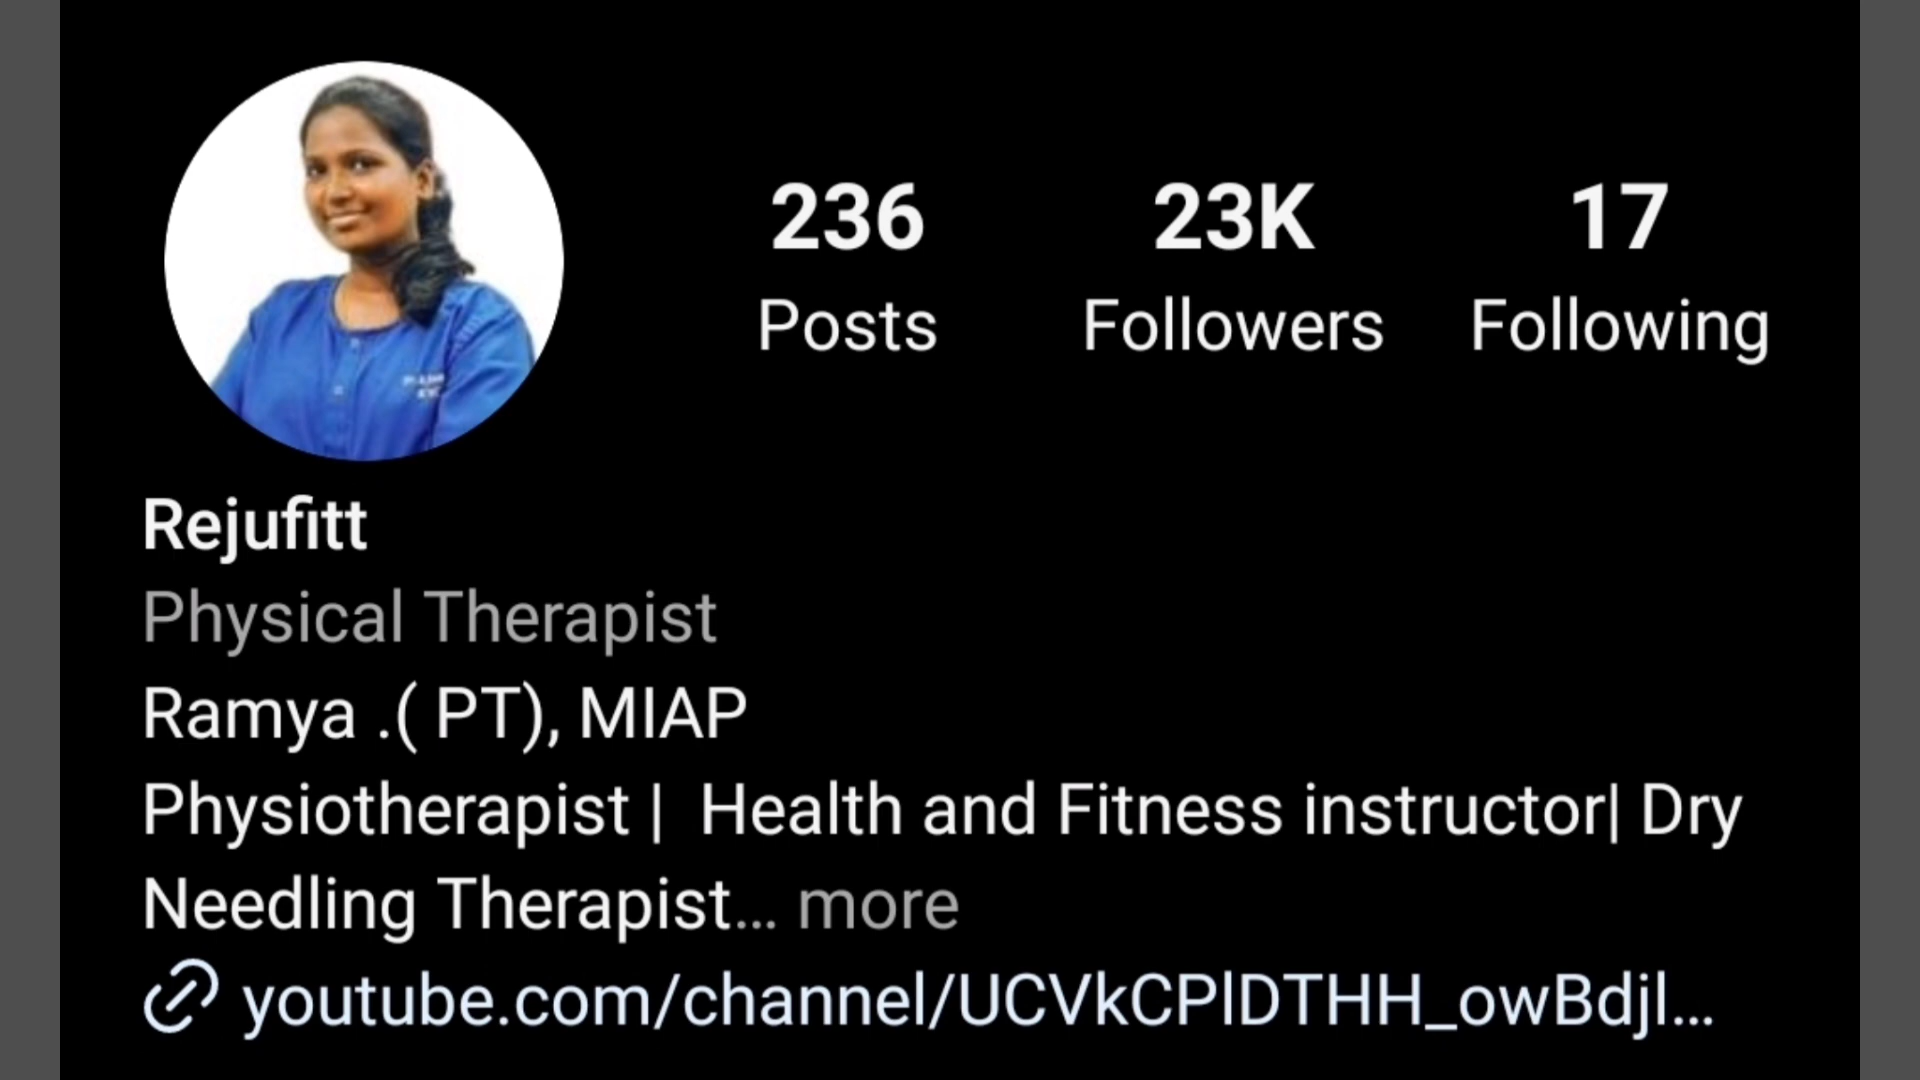 236
23K
17
Posts
Followers
Following
Rejufitt
Physical Therapist
Ramya .( PT), MIAP
Physiotherapist |  Health and Fitness instructor| Dry
Needling Therapist... more
youtube.com/channel/UCVkCPlDTHH_owBdjl...